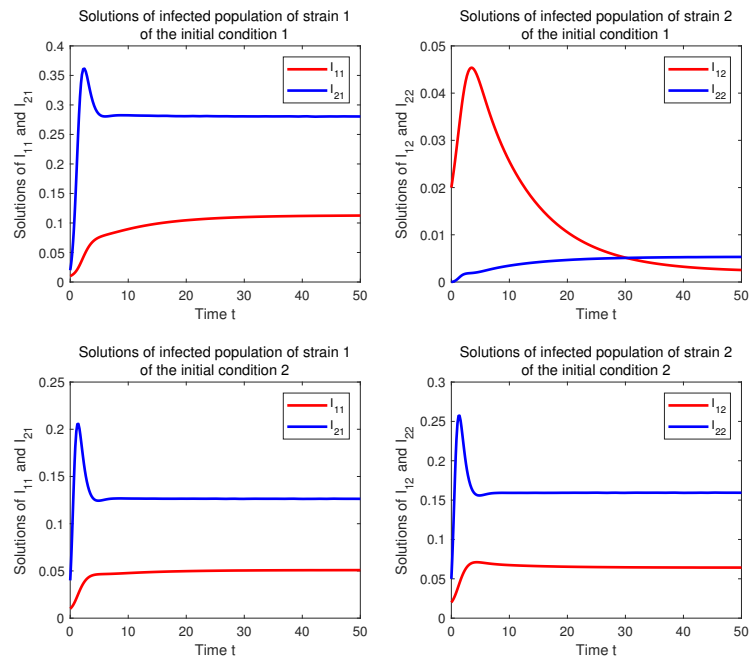 Solutions of infected population of strain 1
of the initial condition 1
Solutions of I11 and I21
0.4
0.35
0.3
0.25
0.2
0.15
0.1
0.05
0
0 10 20 30 40 50
Time t
I11
I21
Solutions of infected population of strain 2
of the initial condition 1
Solutions of I12 and I22
0.05
0.04
0.03
0.02
0.01
0
0 10 20 30 40 50
Time t
I12
I22
Solutions of infected population of strain 1
of the initial condition 2
Solutions of I11 and I21
0.25
0.2
0.15
0.1
0.05
0
0 10 20 30 40 50
Time t
I11
I21
Solutions of infected population of strain 2
of the initial condition 2
Solutions of I12 and I22
0.3
0.25
0.2
0.15
0.1
0.05
0
0 10 20 30 40 50
Time t
I12
I22